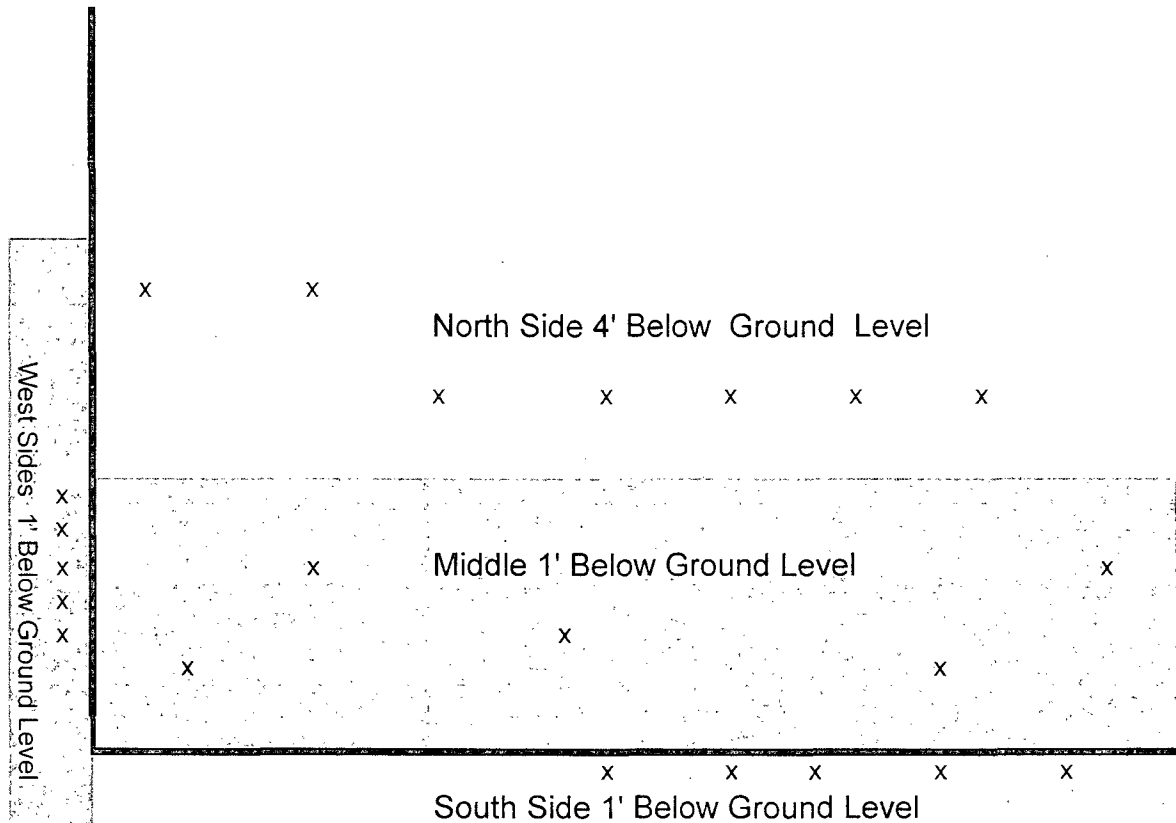 x x
North Side 4' Below Ground Level
x x x x x
West Sides 1' Below Ground Level
x
x
x
x
x
Middle 1' Below Ground Level
x x
x
x x
x x x x x
South Side 1' Below Ground Level